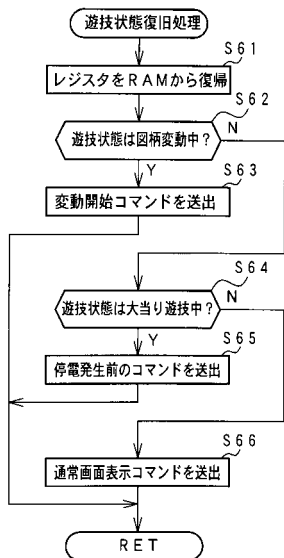 遊技状態復旧処理
S61
レジスタをRAMから復帰
S62
遊技状態は図柄変動中?
N
Y
S63
変動開始コマンドを送出
S64
遊技状態は大当り遊技中?
N
Y
S65
停電発生前のコマンドを送出
S66
通常画面表示コマンドを送出
RET